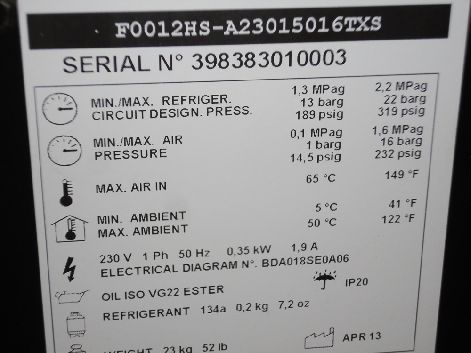 F0012HS-A23015016TXS
SERIAL N° 398383010003
MIN./MAX. REFRIGER. 1,3 MPag 2,2 MPag
CIRCUIT DESIGN. PRESS. 13 barg 22 barg
189 psig 319 psig
MIN./MAX. AIR 0,1 MPag 1,6 MPag
PRESSURE 1 barg 16 barg
14,5 psig 232 psig
MAX. AIR IN 65 °C 149 °F
MIN. AMBIENT 5 °C 41 °F
MAX. AMBIENT 50 °C 122 °F
230 V 1 Ph 50 Hz 0,35 kW 1,9 A
ELECTRICAL DIAGRAM N°. BDA018SE0A06
OIL ISO VG22 ESTER IP20
REFRIGERANT 134a 0,2 kg 7,2 oz
WEIGHT 23 kg 52 lb APR 13